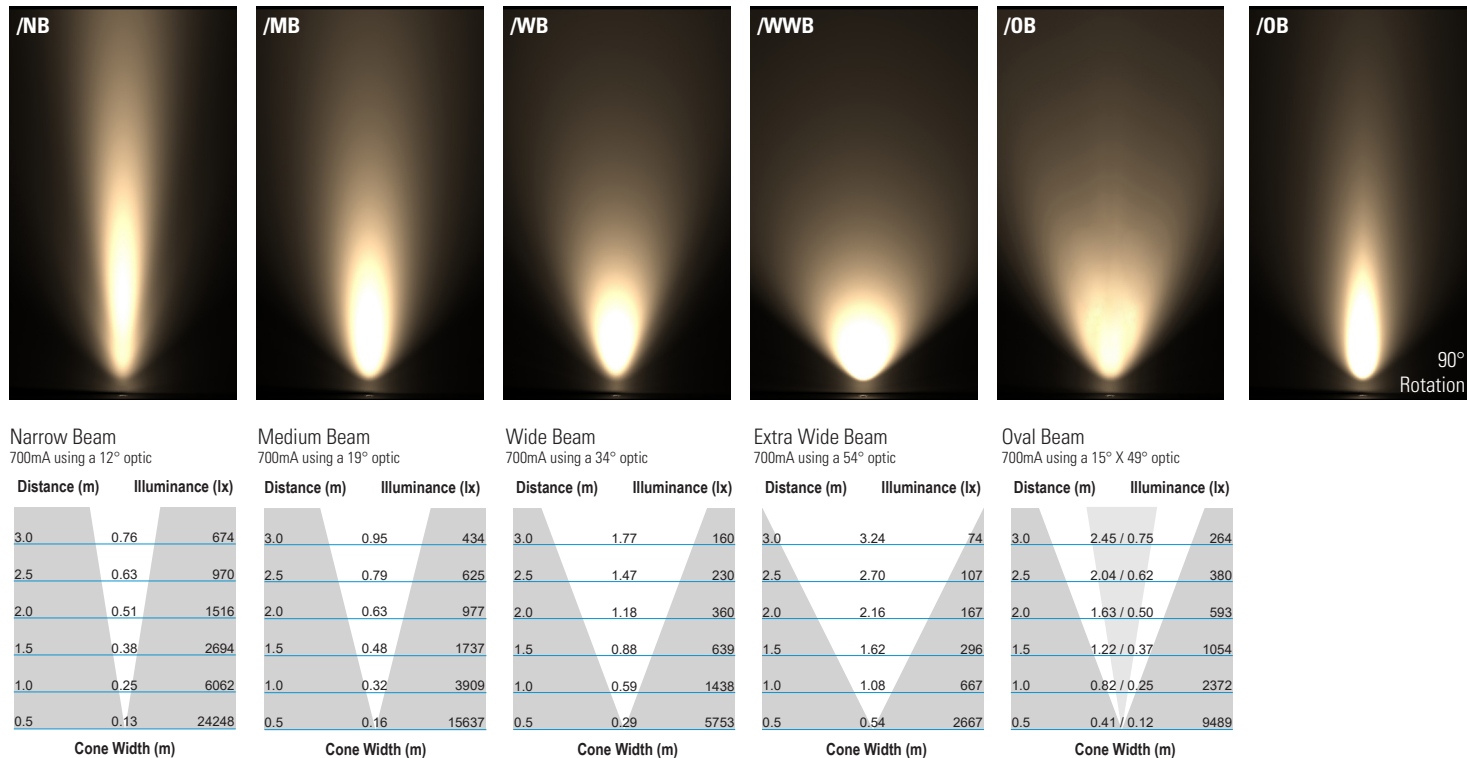 /NB
/MB
/WB
/WWB
/OB
/OB
90°
Rotation
Narrow Beam
700mA using a 12° optic
Distance (m) Illuminance (lx)
3.0 0.76 674
2.5 0.63 970
2.0 0.51 1516
1.5 0.38 2694
1.0 0.25 6062
0.5 0.13 24248
Cone Width (m)
Medium Beam
700mA using a 19° optic
Distance (m) Illuminance (lx)
3.0 0.95 434
2.5 0.79 625
2.0 0.63 977
1.5 0.48 1737
1.0 0.32 3909
0.5 0.16 15637
Cone Width (m)
Wide Beam
700mA using a 34° optic
Distance (m) Illuminance (lx)
3.0 1.77 160
2.5 1.47 230
2.0 1.18 360
1.5 0.88 639
1.0 0.59 1438
0.5 0.29 5753
Cone Width (m)
Extra Wide Beam
700mA using a 54° optic
Distance (m) Illuminance (lx)
3.0 3.24 74
2.5 2.70 107
2.0 2.16 167
1.5 1.62 296
1.0 1.08 667
0.5 0.54 2667
Cone Width (m)
Oval Beam
700mA using a 15° X 49° optic
Distance (m) Illuminance (lx)
3.0 2.45 / 0.75 264
2.5 2.04 / 0.62 380
2.0 1.63 / 0.50 593
1.5 1.22 / 0.37 1054
1.0 0.82 / 0.25 2372
0.5 0.41 / 0.12 9489
Cone Width (m)